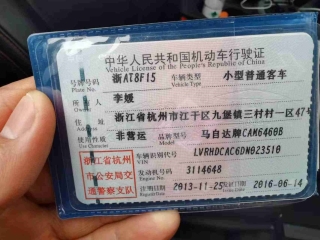 中华人民共和国机动车行驶证
Vehicle License of the People's Republic of China
号牌号码 浙AT8F15 车辆类型 小型普通客车
Plate No. Vehicle Type
所有人 李媛
Owner
住址 浙江省杭州市江干区九堡镇三村村一区47号
Address
使用性质 非营运 品牌型号 马自达牌CAM6460B
Use Character Model
浙江省杭州市公安局交通警察支队
车辆识别代号 LVRHDCAC6DN023510
VIN
发动机号码 3114648
Engine No.
注册日期 2013-11-25 发证日期 2016-06-14
Register Date Issue Date